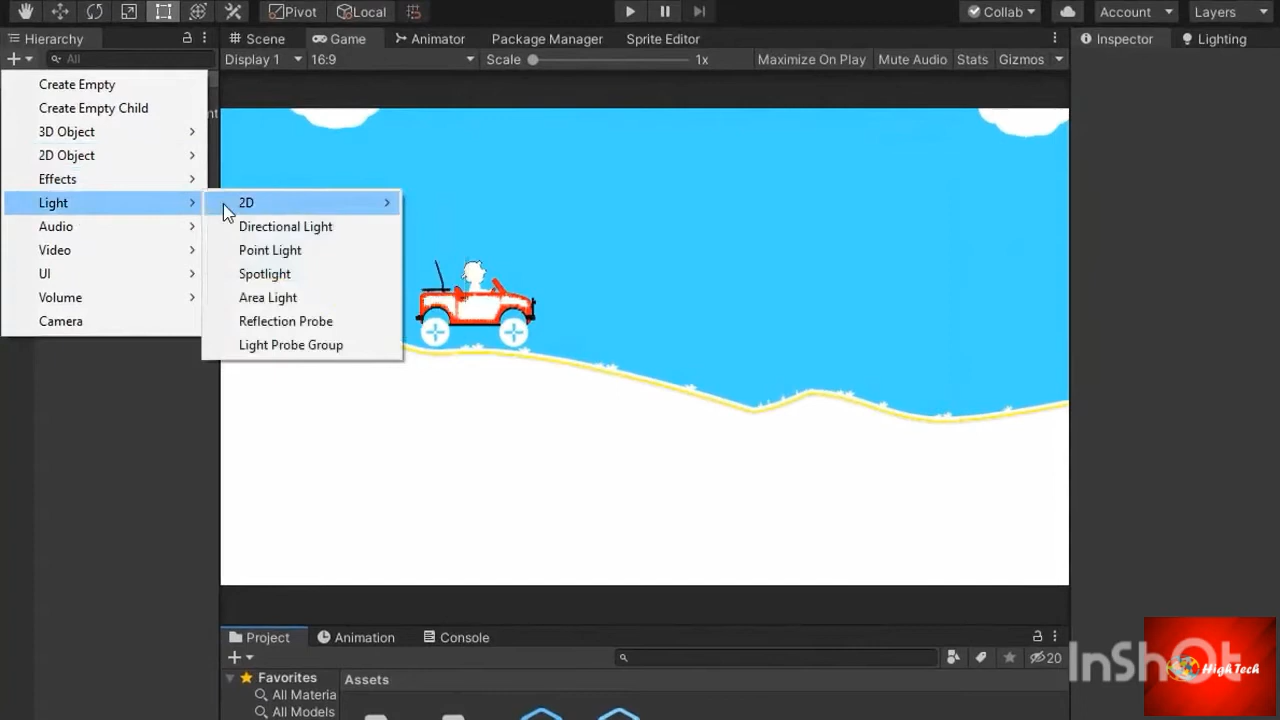 Pivot Local Collab Account Layers
Hierarchy Scene Game Animator Package Manager Sprite Editor Inspector Lighting
All Display 1 16:9 Scale 1x Maximize On Play Mute Audio Stats Gizmos
Create Empty
Create Empty Child
3D Object
2D Object
Effects
Light
Audio
Video
UI
Volume
Camera
2D
Directional Light
Point Light
Spotlight
Area Light
Reflection Probe
Light Probe Group
Project Animation Console
20
Favorites
All Materia
All Models
Assets
InShOt
HighTech